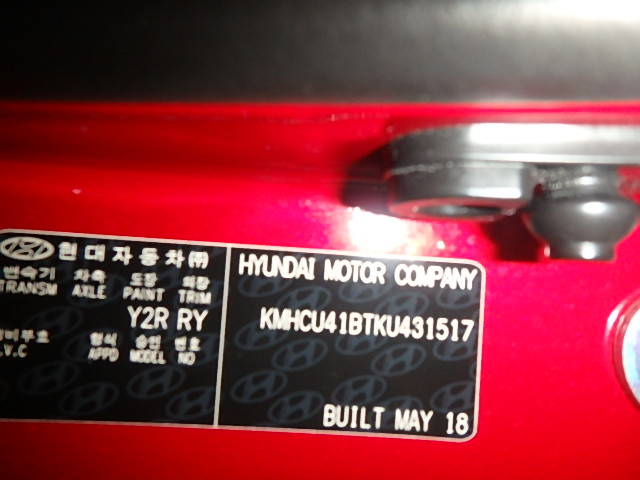 현대자동차㈜
변속기 차축 도장 화장
TRANSM AXLE PAINT TRIM
Y2R RY
형식 승인 번호
V.C APPD MODEL NO
HYUNDAI MOTOR COMPANY
KMHCU41BTKU431517
BUILT MAY 18